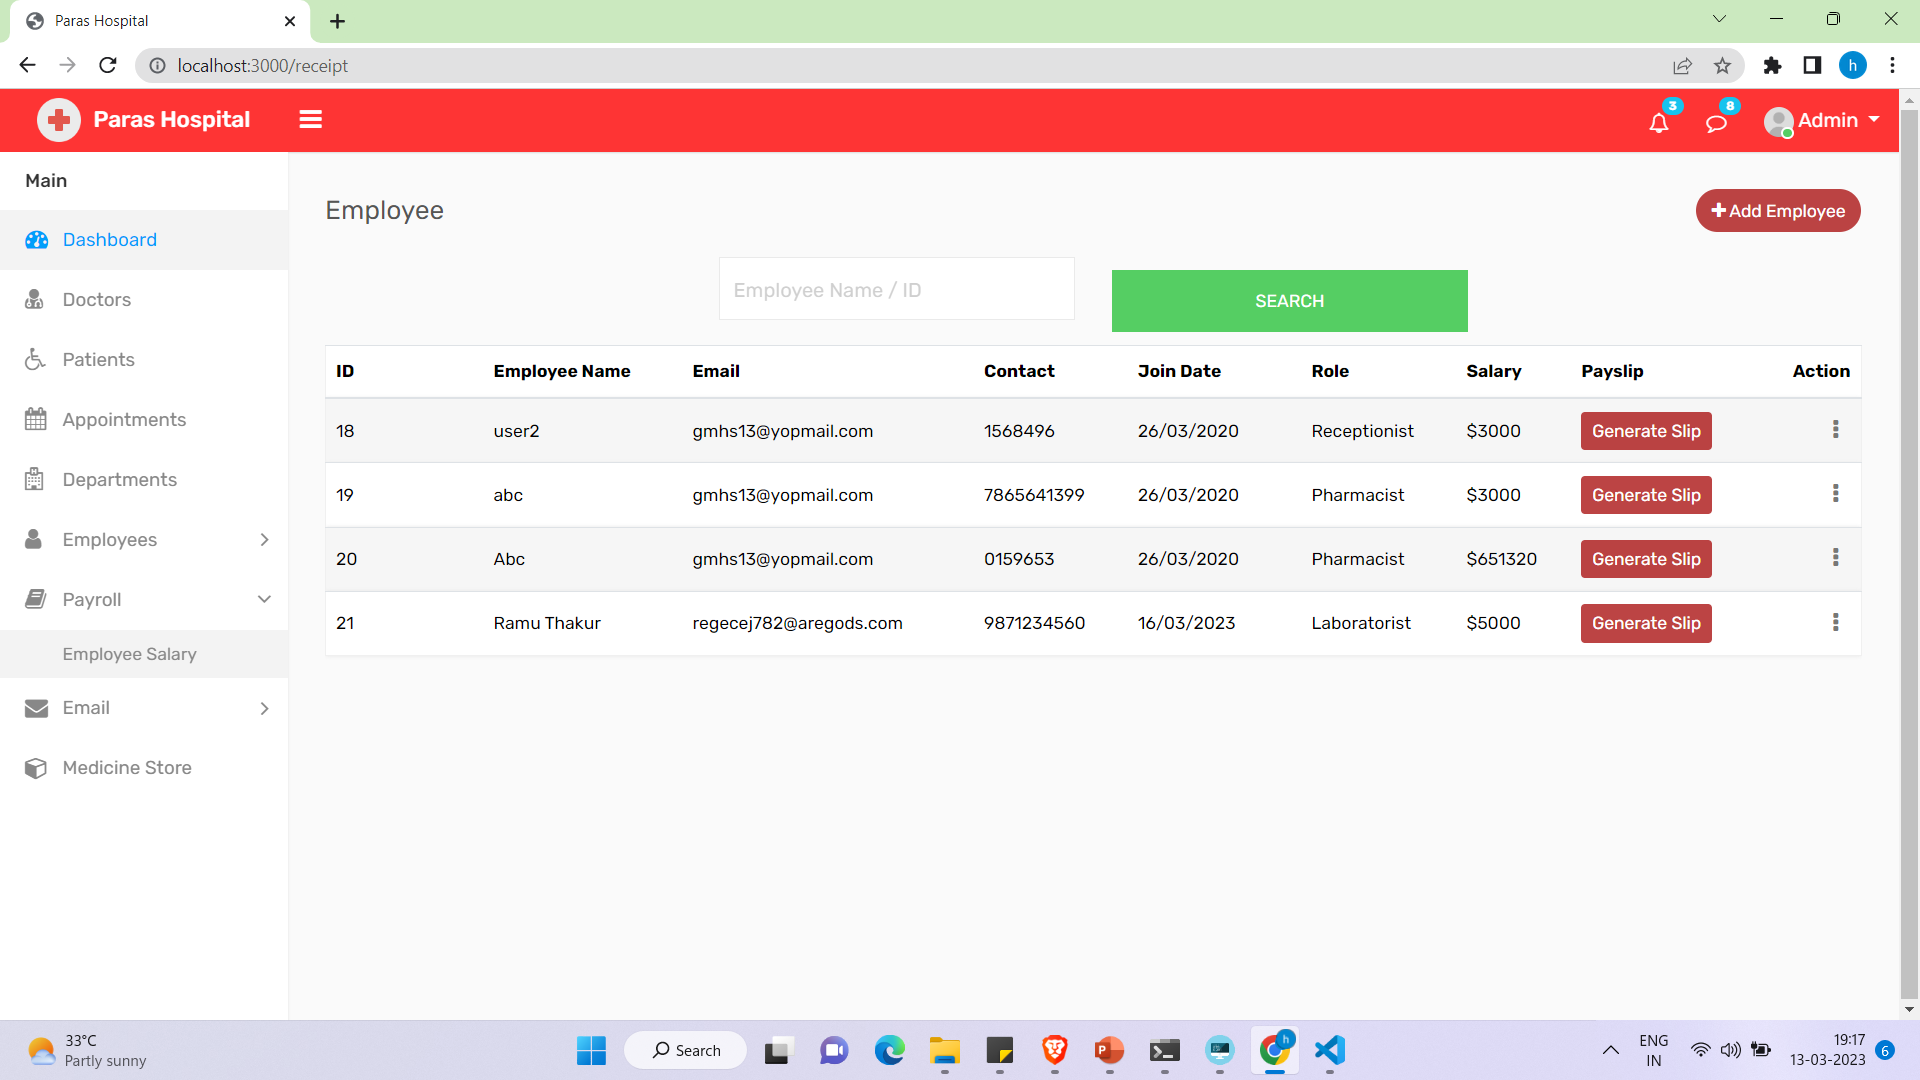 Paras Hospital
localhost:3000/receipt
h
Paras Hospital
3
8
Admin
Main
Dashboard
Doctors
Patients
Appointments
Departments
Employees
Payroll
Employee Salary
Email
Medicine Store
Employee
Add Employee
Employee Name / ID
SEARCH
ID Employee Name Email Contact Join Date Role Salary Payslip Action
18 user2 gmhs13@yopmail.com 1568496 26/03/2020 Receptionist $3000 Generate Slip
19 abc gmhs13@yopmail.com 7865641399 26/03/2020 Pharmacist $3000 Generate Slip
20 Abc gmhs13@yopmail.com 0159653 26/03/2020 Pharmacist $651320 Generate Slip
21 Ramu Thakur regecej782@aregods.com 9871234560 16/03/2023 Laboratorist $5000 Generate Slip
33°C
Partly sunny
Search
P
h
ENG
IN
19:17
13-03-2023
6